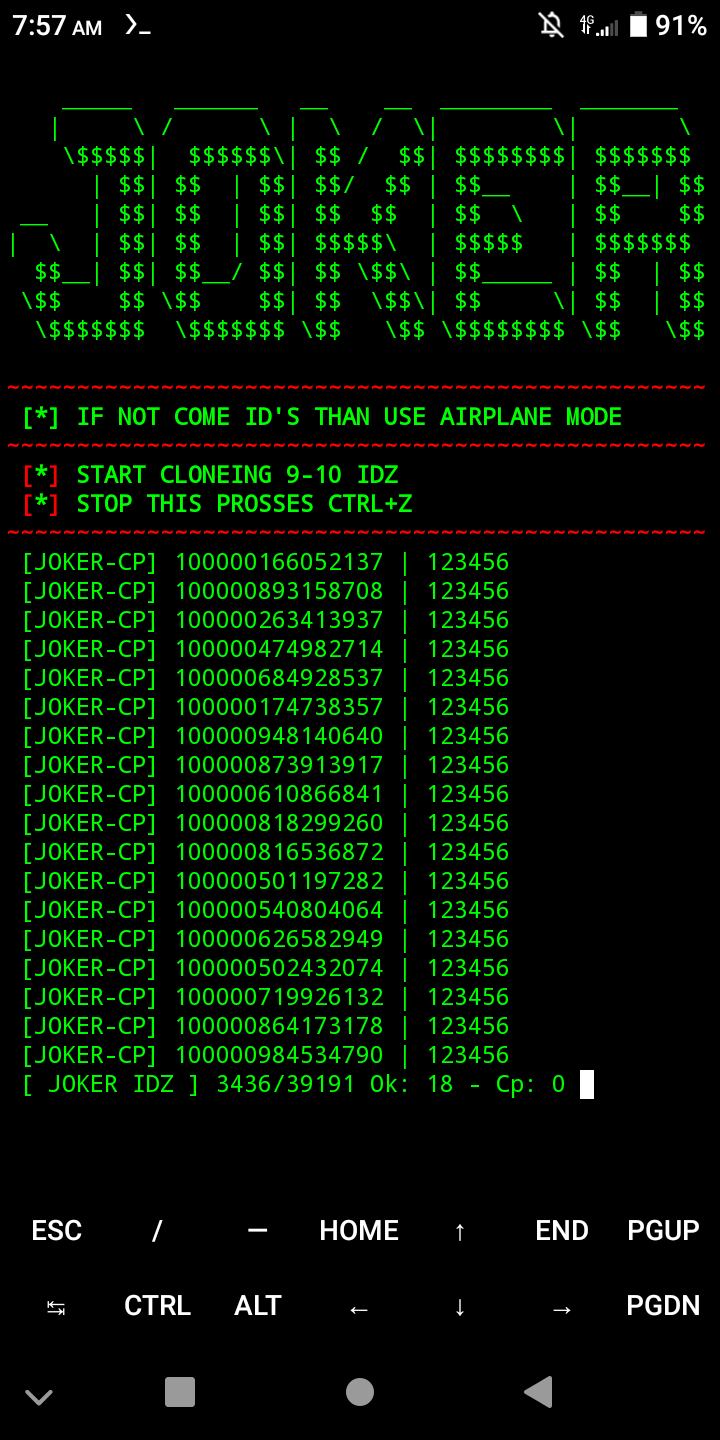 7:57 AM 4G 91%
JOKER
[*] IF NOT COME ID'S THAN USE AIRPLANE MODE
[*] START CLONEING 9-10 IDZ
[*] STOP THIS PROSSES CTRL+Z
[JOKER-CP] 100000166052137 | 123456
[JOKER-CP] 100000893158708 | 123456
[JOKER-CP] 100000263413937 | 123456
[JOKER-CP] 100000474982714 | 123456
[JOKER-CP] 100000684928537 | 123456
[JOKER-CP] 100000174738357 | 123456
[JOKER-CP] 100000948140640 | 123456
[JOKER-CP] 100000873913917 | 123456
[JOKER-CP] 100000610866841 | 123456
[JOKER-CP] 100000818299260 | 123456
[JOKER-CP] 100000816536872 | 123456
[JOKER-CP] 100000501197282 | 123456
[JOKER-CP] 100000540804064 | 123456
[JOKER-CP] 100000626582949 | 123456
[JOKER-CP] 100000502432074 | 123456
[JOKER-CP] 100000719926132 | 123456
[JOKER-CP] 100000864173178 | 123456
[JOKER-CP] 100000984534790 | 123456
[ JOKER IDZ ] 3436/39191 Ok: 18 - Cp: 0
ESC / — HOME ↑ END PGUP
↹ CTRL ALT ← ↓ → PGDN